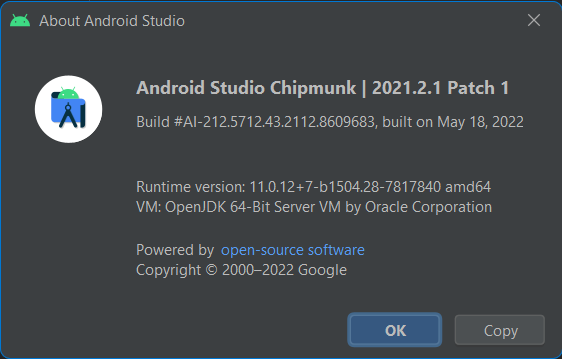 About Android Studio
Android Studio Chipmunk | 2021.2.1 Patch 1
Build #AI-212.5712.43.2112.8609683, built on May 18, 2022
Runtime version: 11.0.12+7-b1504.28-7817840 amd64
VM: OpenJDK 64-Bit Server VM by Oracle Corporation
Powered by open-source software
Copyright © 2000–2022 Google
OK
Copy